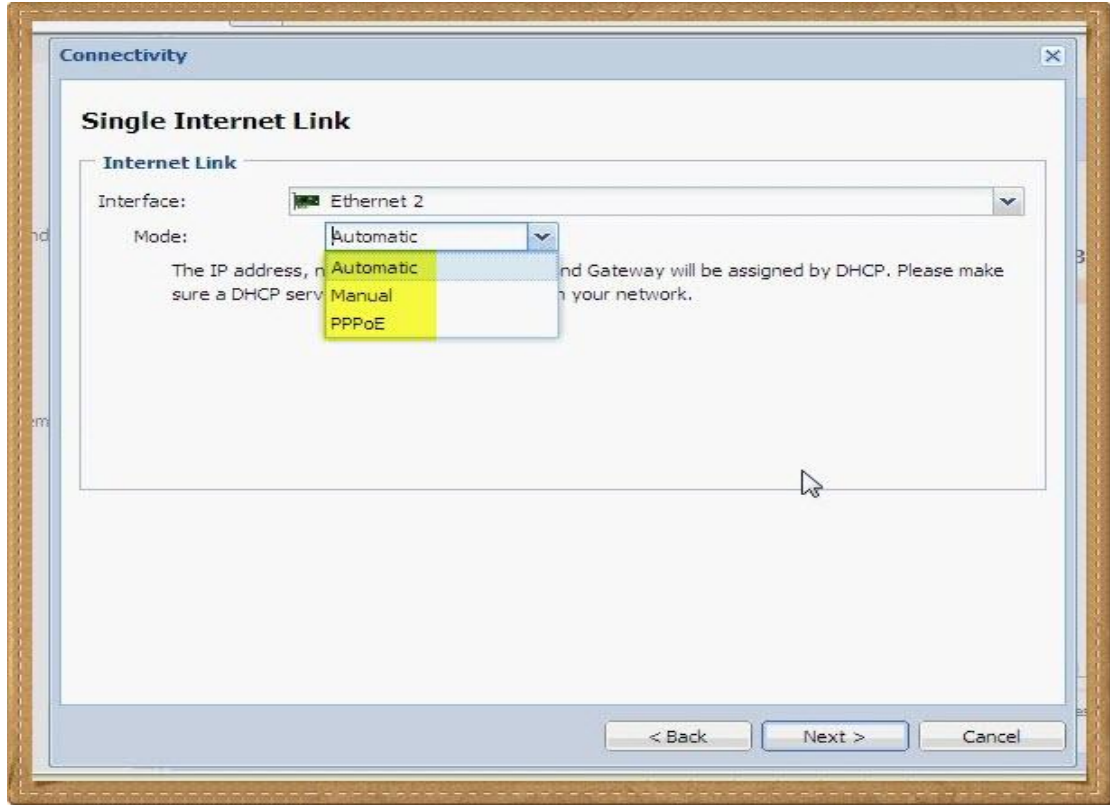 Connectivity
Single Internet Link
Internet Link
Interface: Ethernet 2
Mode: Automatic
The IP address, nd Gateway will be assigned by DHCP. Please make
sure a DHCP serv your network.
Automatic
Manual
PPPoE
< Back Next > Cancel